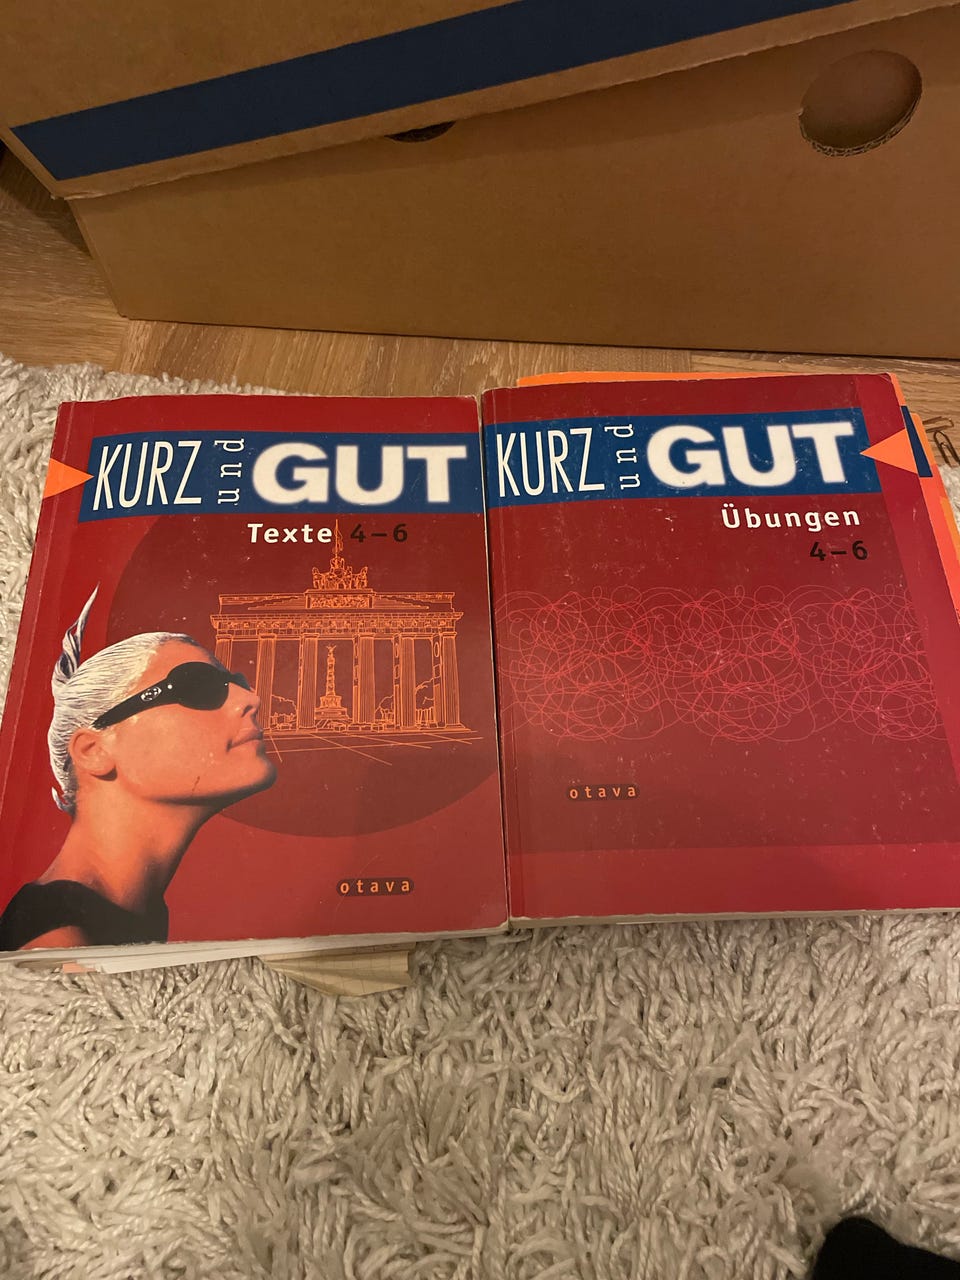 KURZ und GUT
Texte 4–6
otava
KURZ und GUT
Übungen
4–6
otava